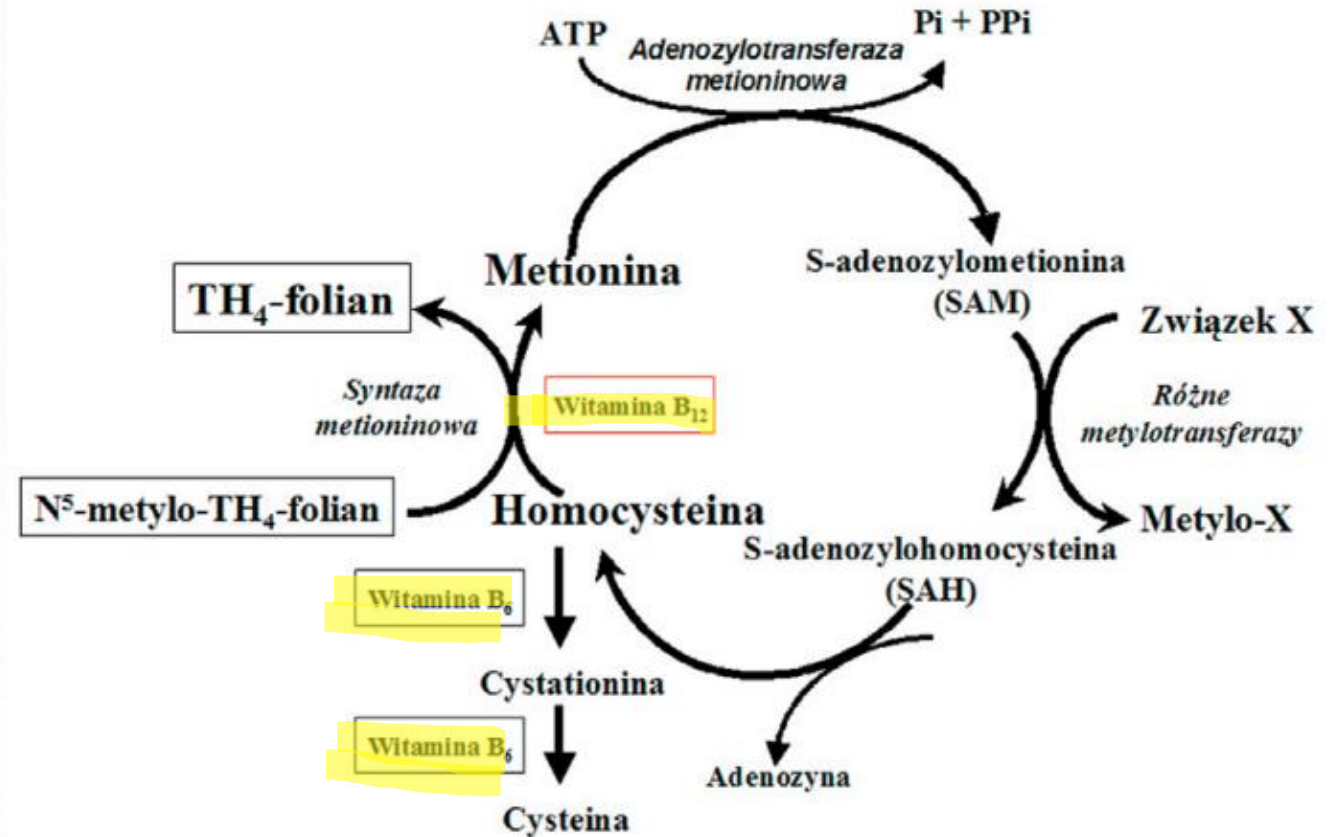 ATP
Pi + PPi
Adenozylotransferaza
metioninowa
Metionina
S-adenozylometionina
(SAM)
TH₄-folian
Związek X
Syntaza
metioninowa
Witamina B₁₂
Różne
metylotransferazy
N⁵-metylo-TH₄-folian
Homocysteina
Metylo-X
S-adenozylohomocysteina
(SAH)
Witamina B₆
Cystationina
Witamina B₆
Adenozyna
Cysteina